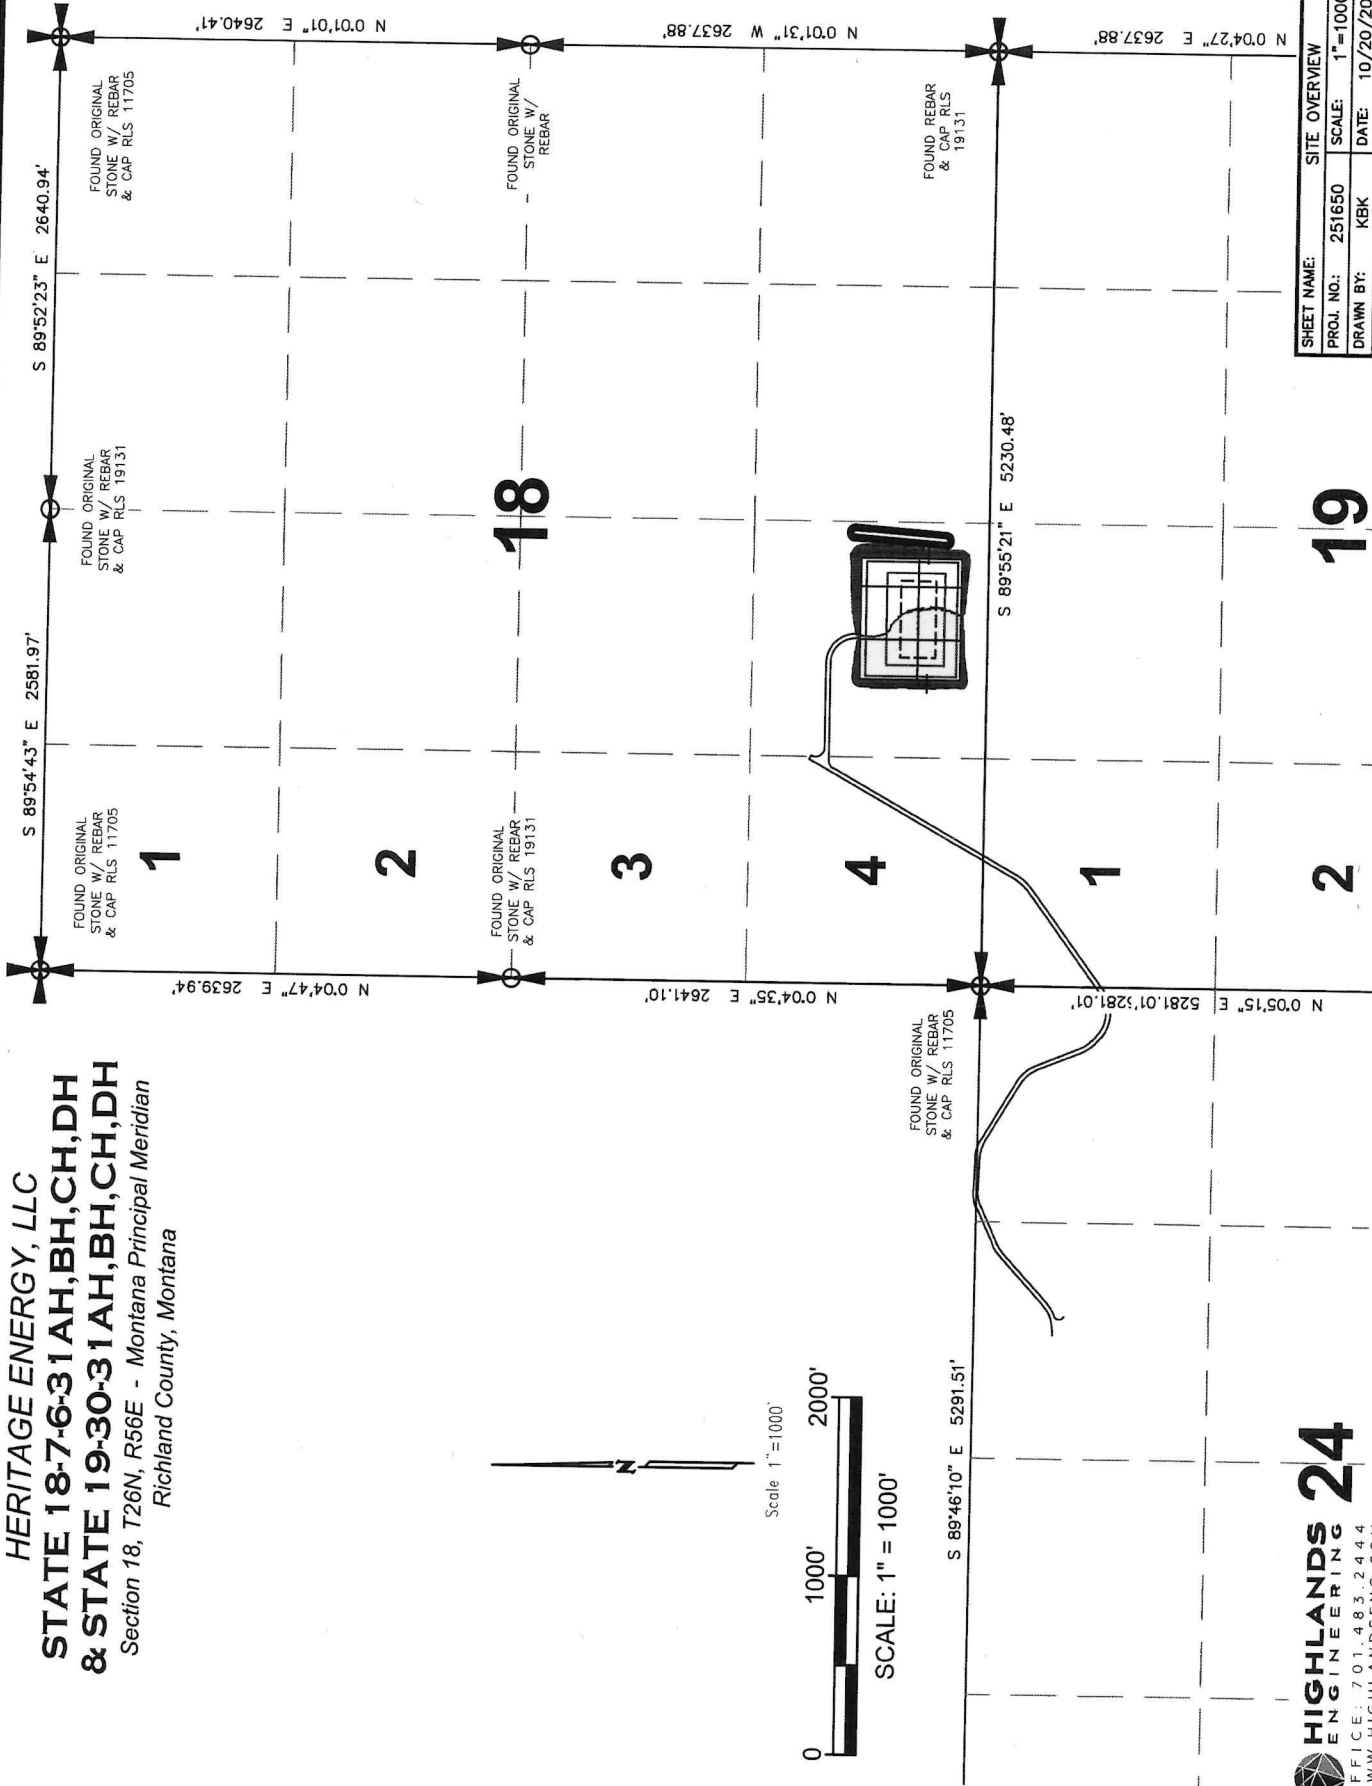 HERITAGE ENERGY, LLC
STATE 18-7-6-31AH,BH,CH,DH
& STATE 19-30-31AH,BH,CH,DH
Section 18, T26N, R56E - Montana Principal Meridian
Richland County, Montana
S 89°54'43" E 2581.97'
S 89°52'23" E 2640.94'
FOUND ORIGINAL
STONE W/ REBAR
& CAP RLS 11705
FOUND ORIGINAL
STONE W/ REBAR
& CAP RLS 19131
FOUND ORIGINAL
STONE W/ REBAR
& CAP RLS 11705
1
N 0°04'47" E 2639.94'
N 0°01'01" E 2640.41'
2
FOUND ORIGINAL
STONE W/ REBAR
& CAP RLS 19131
18
FOUND ORIGINAL
STONE W/
REBAR
3
N 0°04'35" E 2641.10'
N 0°01'31" W 2637.88'
4
Scale 1"=1000'
0 1000' 2000'
SCALE: 1" = 1000'
FOUND ORIGINAL
STONE W/ REBAR
& CAP RLS 11705
FOUND REBAR
& CAP RLS
19131
S 89°46'10" E 5291.51'
S 89°55'21" E 5230.48'
1
N 0°05'15" E 5281.01'
5281.01'
N 0°04'27" E 2637.88'
24
2
19
HIGHLANDS
ENGINEERING
SHEET NAME: SITE OVERVIEW
PROJ. NO.: 251650 SCALE:
DRAWN BY: KBK DATE: